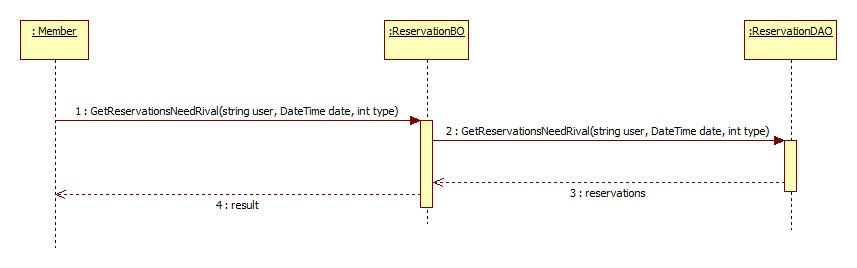 : Member
:ReservationBO
:ReservationDAO
1 : GetReservationsNeedRival(string user, DateTime date, int type)
2 : GetReservationsNeedRival(string user, DateTime date, int type)
3 : reservations
4 : result